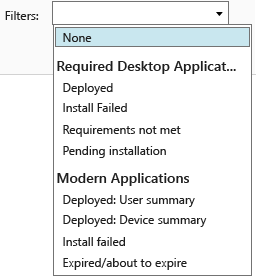 Filters:
None
Required Desktop Applicat...
Deployed
Install Failed
Requirements not met
Pending installation
Modern Applications
Deployed: User summary
Deployed: Device summary
Install failed
Expired/about to expire